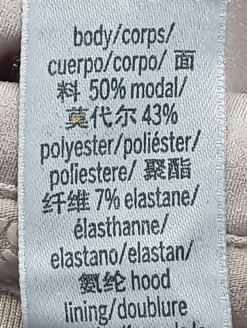 body/corps/
cuerpo/corpo/ 面
料 50% modal/
莫代尔 43%
polyester/poliéster/
poliestere/ 聚酯
纤维 7% elastane/
élasthanne/
elastano/elastan/
氨纶 hood
lining/doublure